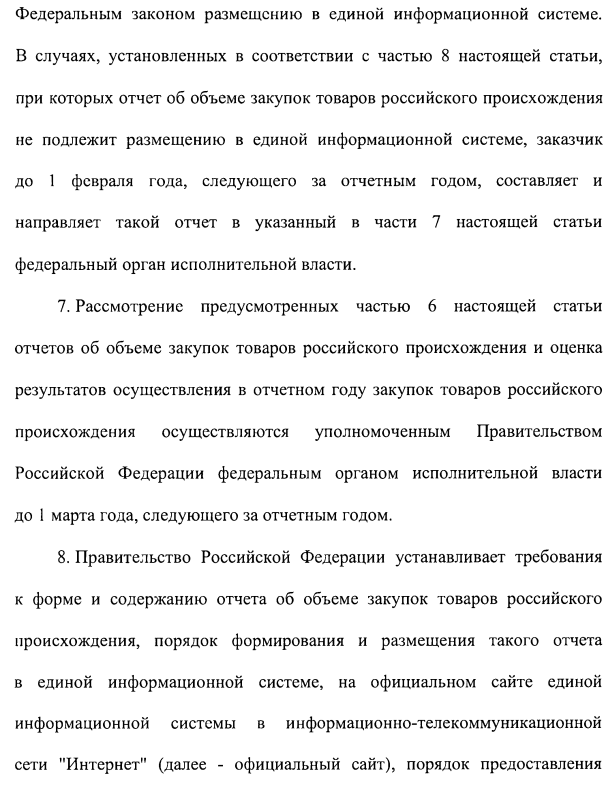 Федеральным законом размещению в единой информационной системе.
В случаях, установленных в соответствии с частью 8 настоящей статьи,
при которых отчет об объеме закупок товаров российского происхождения
не подлежит размещению в единой информационной системе, заказчик
до 1 февраля года, следующего за отчетным годом, составляет и
направляет такой отчет в указанный в части 7 настоящей статьи
федеральный орган исполнительной власти.
7. Рассмотрение предусмотренных частью 6 настоящей статьи
отчетов об объеме закупок товаров российского происхождения и оценка
результатов осуществления в отчетном году закупок товаров российского
происхождения осуществляются уполномоченным Правительством
Российской Федерации федеральным органом исполнительной власти
до 1 марта года, следующего за отчетным годом.
8. Правительство Российской Федерации устанавливает требования
к форме и содержанию отчета об объеме закупок товаров российского
происхождения, порядок формирования и размещения такого отчета
в единой информационной системе, на официальном сайте единой
информационной системы в информационно-телекоммуникационной
сети "Интернет" (далее - официальный сайт), порядок предоставления